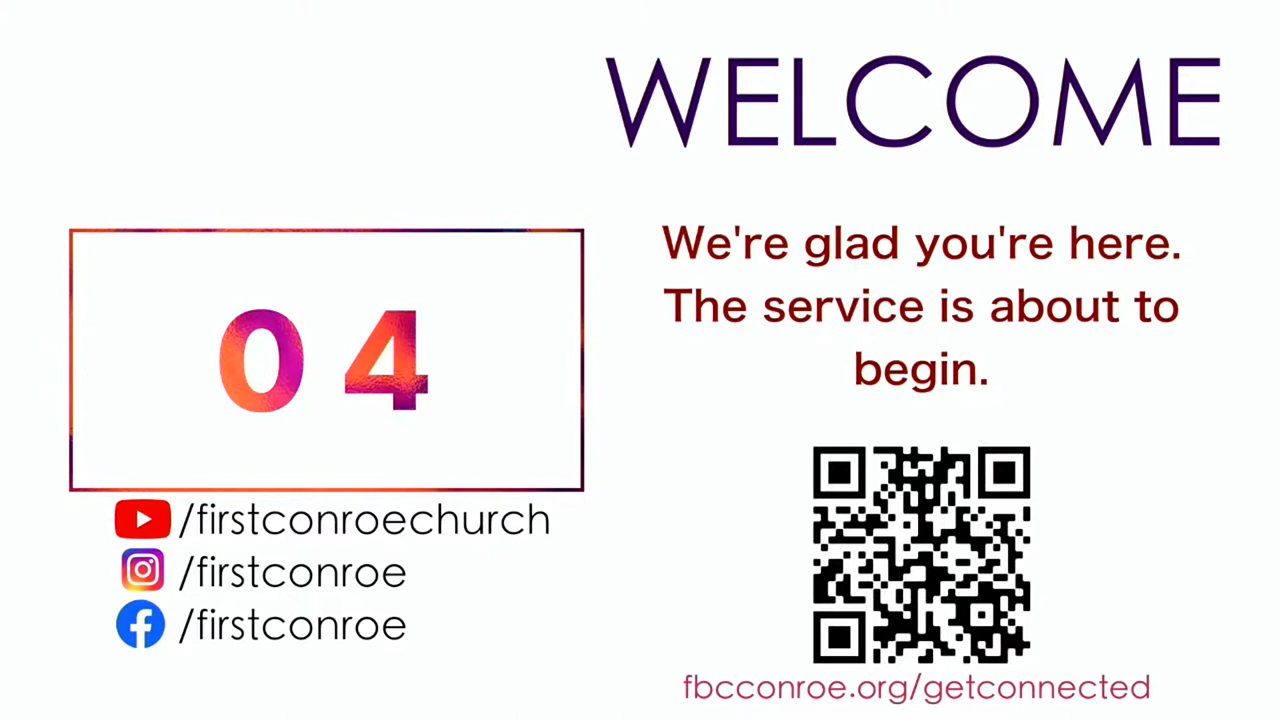 WELCOME
We're glad you're here.
The service is about to
begin.
04
/firstconroechurch
/firstconroe
/firstconroe
fbcconroe.org/getconnected